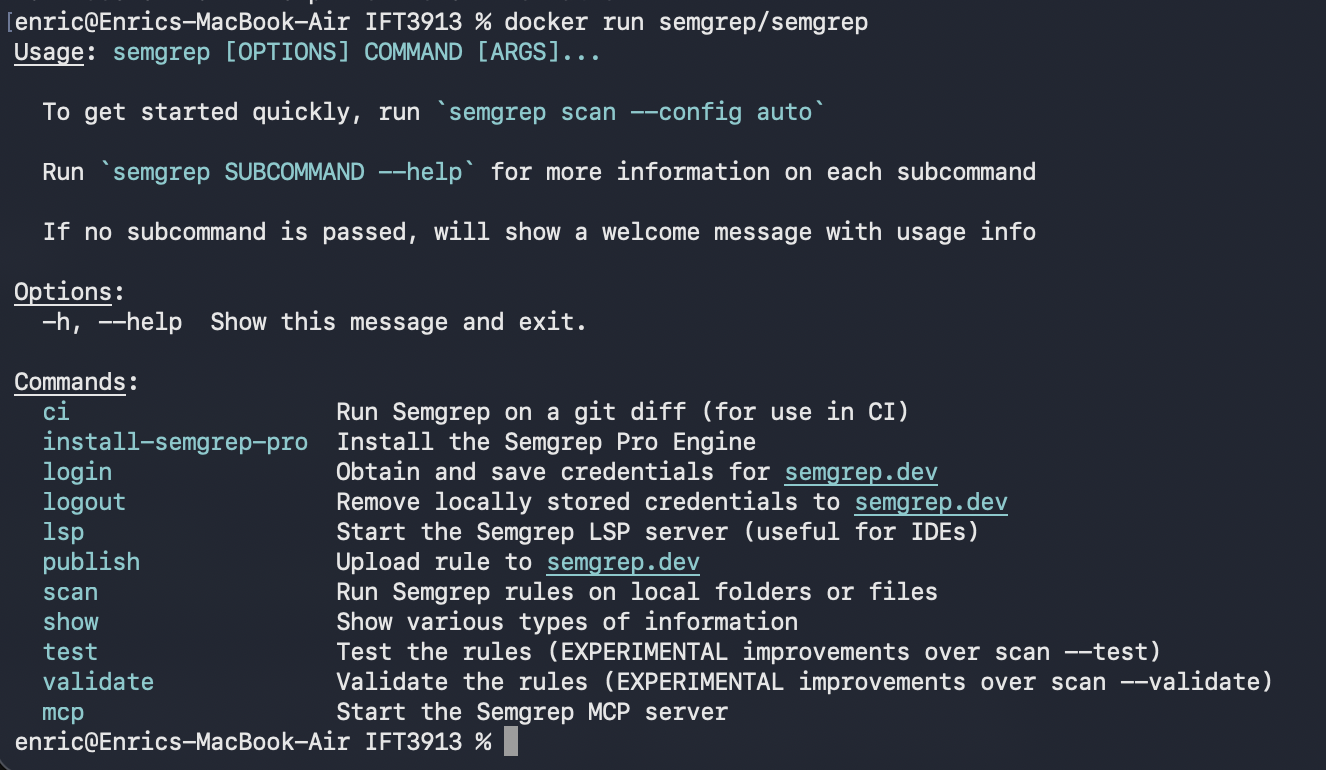 [enric@Enrics-MacBook-Air IFT3913 % docker run semgrep/semgrep
Usage: semgrep [OPTIONS] COMMAND [ARGS]...
To get started quickly, run `semgrep scan --config auto`
Run `semgrep SUBCOMMAND --help` for more information on each subcommand
If no subcommand is passed, will show a welcome message with usage info
Options:
-h, --help  Show this message and exit.
Commands:
ci                   Run Semgrep on a git diff (for use in CI)
install-semgrep-pro  Install the Semgrep Pro Engine
login                Obtain and save credentials for semgrep.dev
logout               Remove locally stored credentials to semgrep.dev
lsp                  Start the Semgrep LSP server (useful for IDEs)
publish              Upload rule to semgrep.dev
scan                 Run Semgrep rules on local folders or files
show                 Show various types of information
test                 Test the rules (EXPERIMENTAL improvements over scan --test)
validate             Validate the rules (EXPERIMENTAL improvements over scan --validate)
mcp                  Start the Semgrep MCP server
enric@Enrics-MacBook-Air IFT3913 %